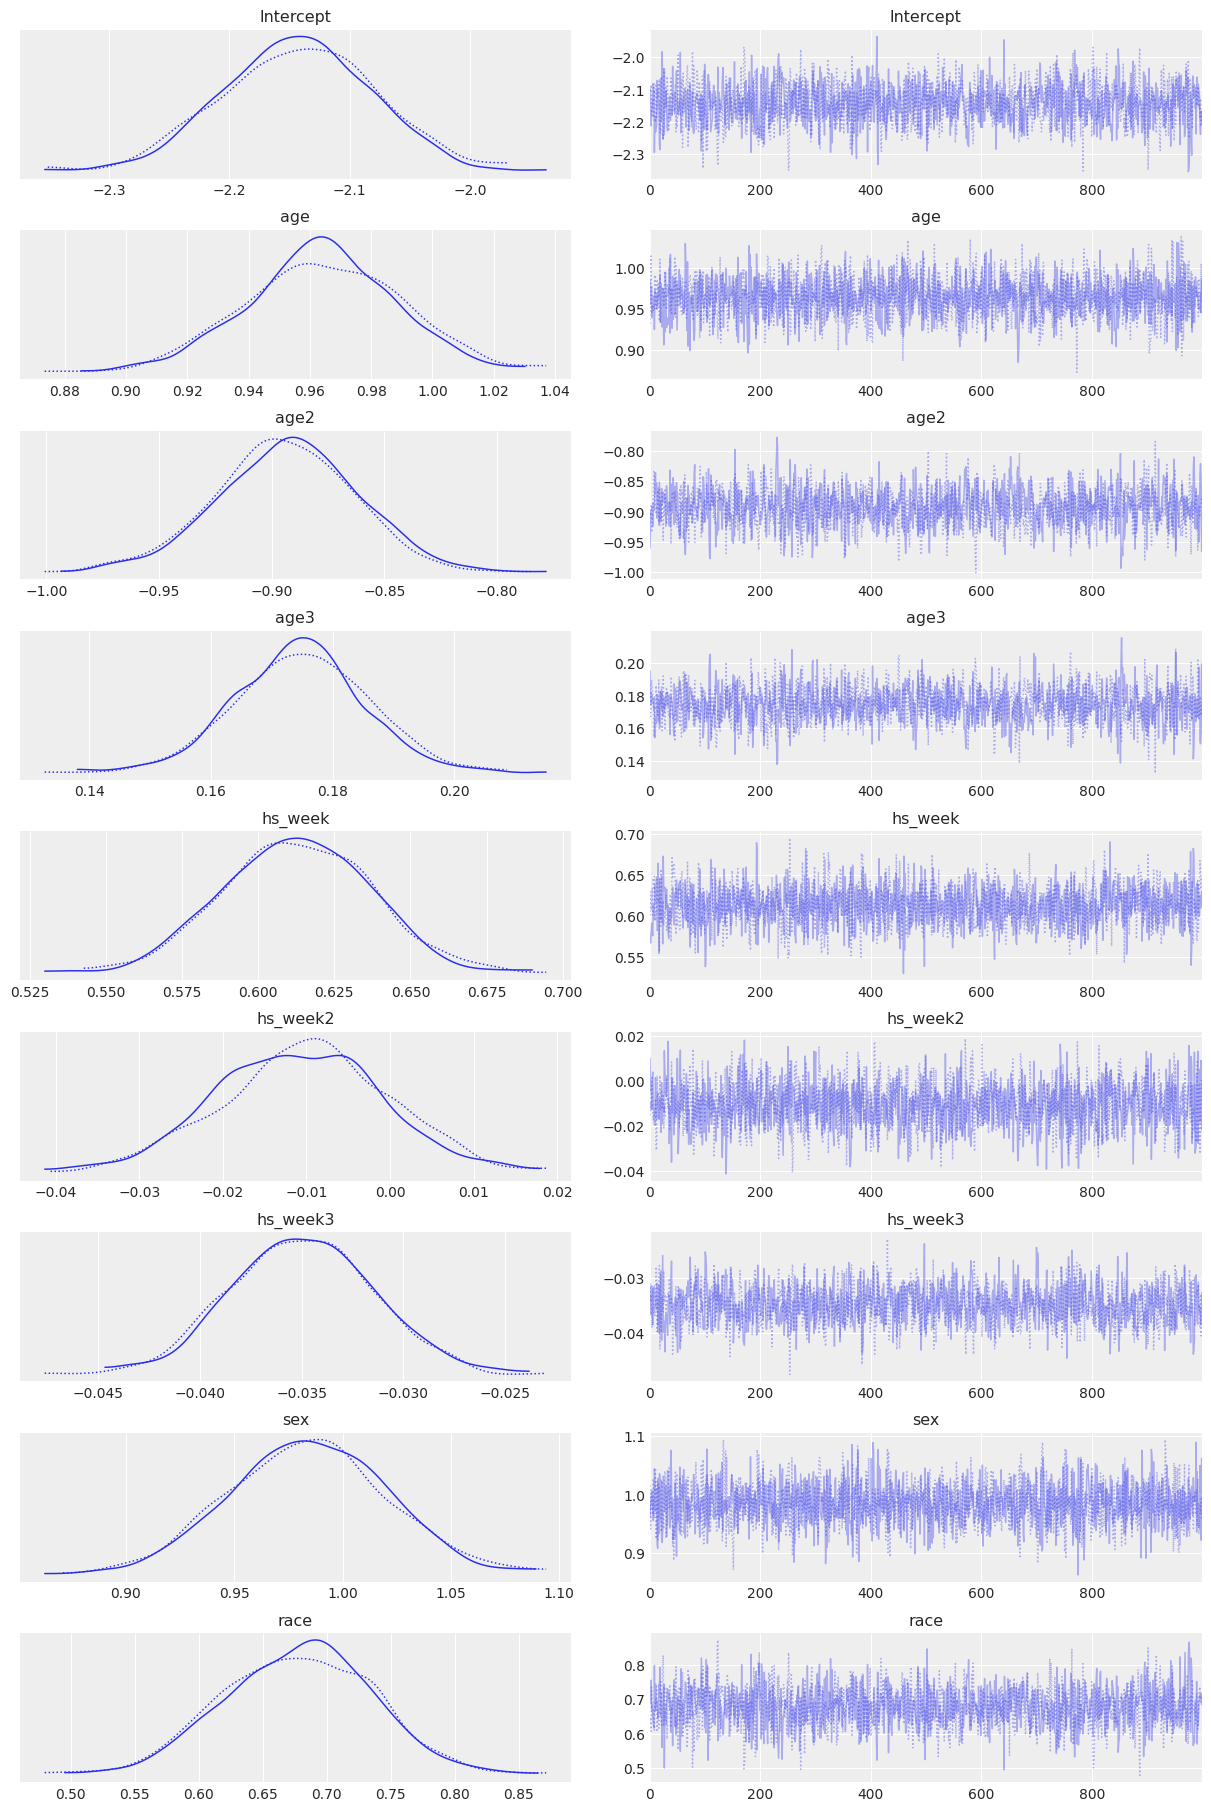 Intercept Intercept
−2.0
−2.1
−2.2
−2.3
−2.3 −2.2 −2.1 −2.0 0 200 400 600 800
age age
1.00
0.95
0.90
0.88 0.90 0.92 0.94 0.96 0.98 1.00 1.02 1.04 0 200 400 600 800
age2 age2
−0.80
−0.85
−0.90
−0.95
−1.00
−1.00 −0.95 −0.90 −0.85 −0.80 0 200 400 600 800
age3 age3
0.20
0.18
0.16
0.14
0.14 0.16 0.18 0.20 0 200 400 600 800
hs_week hs_week
0.70
0.65
0.60
0.55
0.525 0.550 0.575 0.600 0.625 0.650 0.675 0.700 0 200 400 600 800
hs_week2 hs_week2
0.02
0.00
−0.02
−0.04
−0.04 −0.03 −0.02 −0.01 0.00 0.01 0.02 0 200 400 600 800
hs_week3 hs_week3
−0.03
−0.04
−0.045 −0.040 −0.035 −0.030 −0.025 0 200 400 600 800
sex sex
1.1
1.0
0.9
0.90 0.95 1.00 1.05 1.10 0 200 400 600 800
race race
0.8
0.7
0.6
0.5
0.50 0.55 0.60 0.65 0.70 0.75 0.80 0.85 0 200 400 600 800